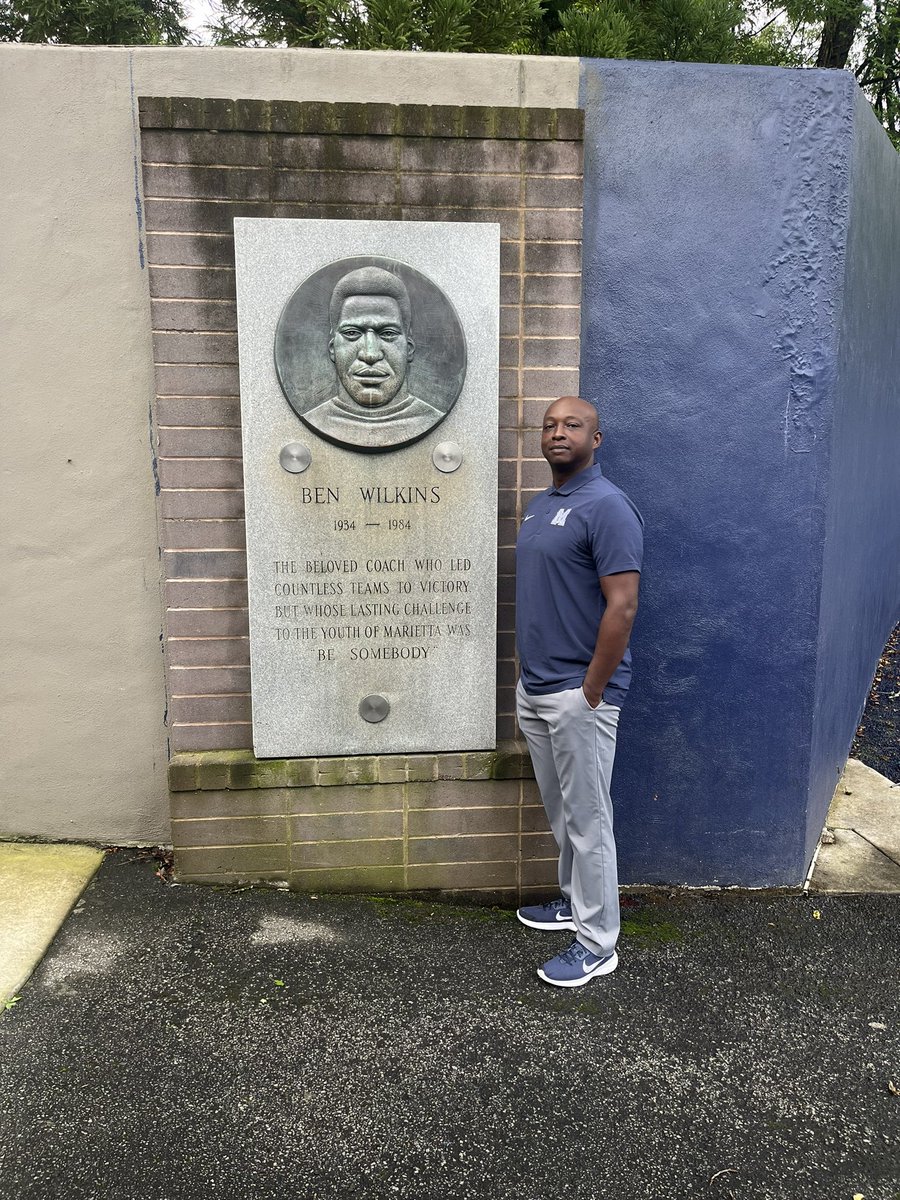 BEN WILKINS
1934 — 1984
THE BELOVED COACH WHO LED
COUNTLESS TEAMS TO VICTORY
BUT WHOSE LASTING CHALLENGE
TO THE YOUTH OF MARIETTA WAS
"BE SOMEBODY"
M